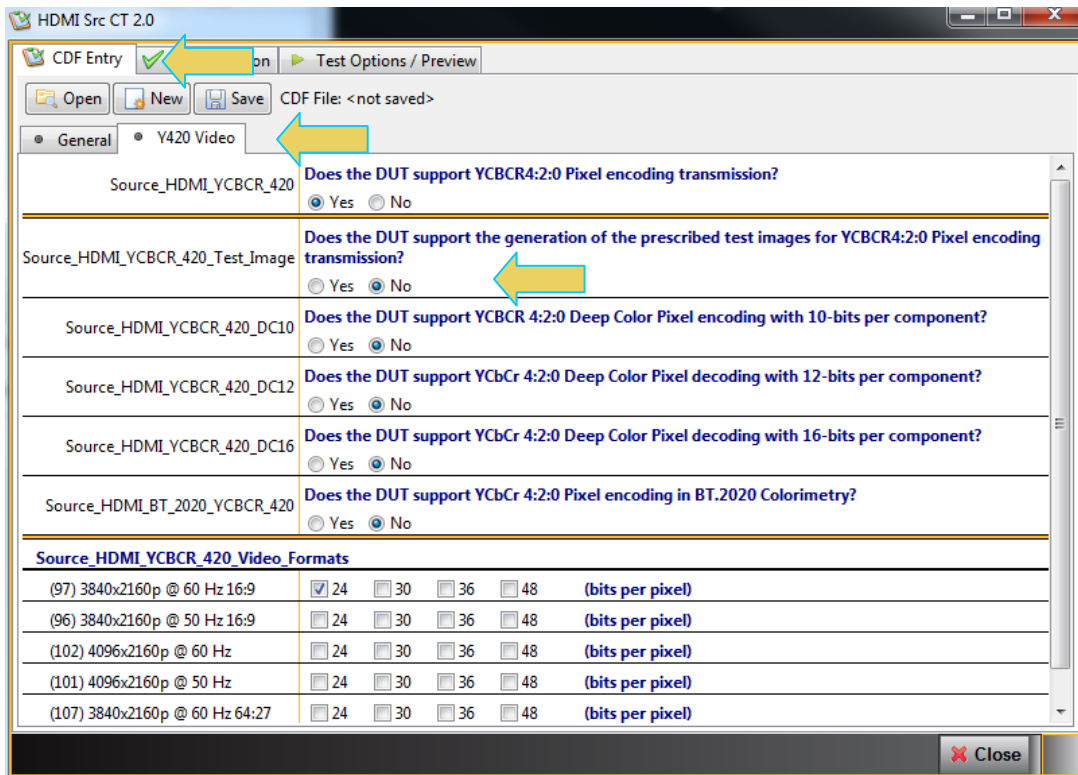 HDMI Src CT 2.0
CDF Entry
on
Test Options / Preview
Open New Save CDF File: <not saved>
General Y420 Video
Source_HDMI_YCBCR_420
Does the DUT support YCBCR4:2:0 Pixel encoding transmission?
Yes No
Source_HDMI_YCBCR_420_Test_Image
Does the DUT support the generation of the prescribed test images for YCBCR4:2:0 Pixel encoding
transmission?
Yes No
Source_HDMI_YCBCR_420_DC10
Does the DUT support YCBCR 4:2:0 Deep Color Pixel encoding with 10-bits per component?
Yes No
Source_HDMI_YCBCR_420_DC12
Does the DUT support YCbCr 4:2:0 Deep Color Pixel decoding with 12-bits per component?
Yes No
Source_HDMI_YCBCR_420_DC16
Does the DUT support YCbCr 4:2:0 Deep Color Pixel decoding with 16-bits per component?
Yes No
Source_HDMI_BT_2020_YCBCR_420
Does the DUT support YCbCr 4:2:0 Pixel encoding in BT.2020 Colorimetry?
Yes No
Source_HDMI_YCBCR_420_Video_Formats
(97) 3840x2160p @ 60 Hz 16:9 24 30 36 48 (bits per pixel)
(96) 3840x2160p @ 50 Hz 16:9 24 30 36 48 (bits per pixel)
(102) 4096x2160p @ 60 Hz 24 30 36 48 (bits per pixel)
(101) 4096x2160p @ 50 Hz 24 30 36 48 (bits per pixel)
(107) 3840x2160p @ 60 Hz 64:27 24 30 36 48 (bits per pixel)
Close